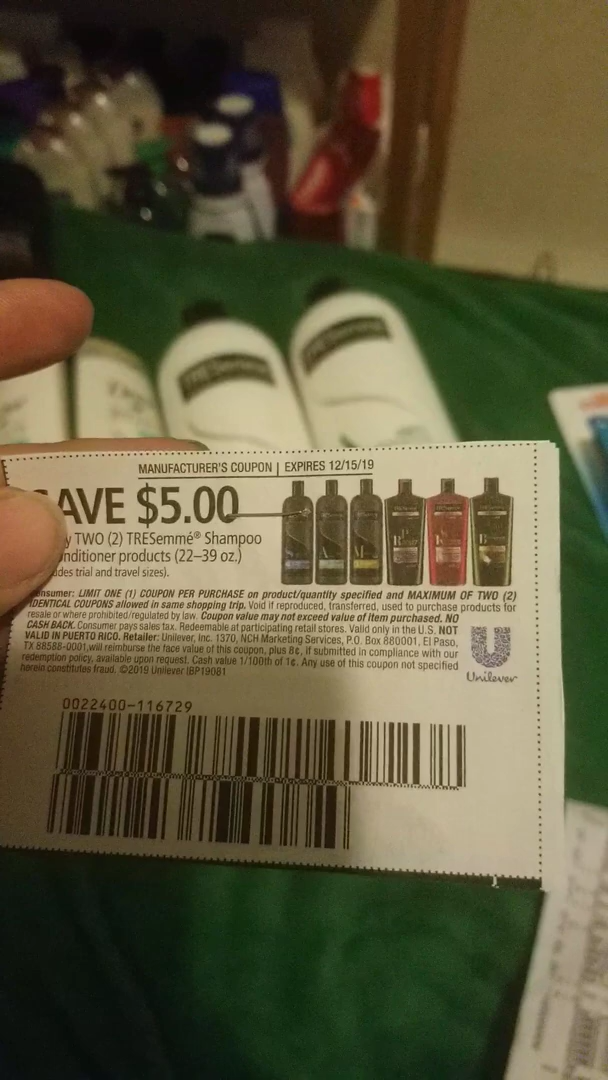 MANUFACTURER'S COUPON | EXPIRES 12/15/19
AVE $5.00
y TWO (2) TRESemmé® Shampoo
nditioner products (22–39 oz.)
des trial and travel sizes).
onsumer: LIMIT ONE (1) COUPON PER PURCHASE on product/quantity specified and MAXIMUM OF TWO (2)
IDENTICAL COUPONS allowed in same shopping trip. Void if reproduced, transferred, used to purchase products for
resale or where prohibited/regulated by law. Coupon value may not exceed value of item purchased. NO
CASH BACK. Consumer pays sales tax. Redeemable at participating retail stores. Valid only in the U.S. NOT
VALID IN PUERTO RICO. Retailer: Unilever, Inc. 1370, NCH Marketing Services, P.O. Box 880001, El Paso,
TX 88588-0001, will reimburse the face value of this coupon, plus 8¢, if submitted in compliance with our
redemption policy, available upon request. Cash value 1/100th of 1¢. Any use of this coupon not specified
herein constitutes fraud. ©2019 Unilever IBP19081
Unilever
0022400-116729
TRESemmé
TRESemmé